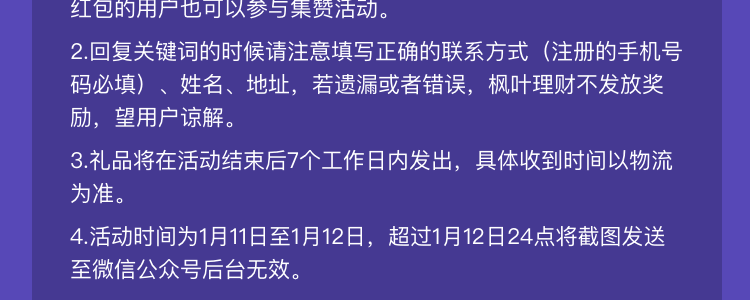 红包的用户也可以参与集赞活动。
2.回复关键词的时候请注意填写正确的联系方式（注册的手机号
码必填）、姓名、地址，若遗漏或者错误，枫叶理财不发放奖
励，望用户谅解。
3.礼品将在活动结束后7个工作日内发出，具体收到时间以物流
为准。
4.活动时间为1月11日至1月12日，超过1月12日24点将截图发送
至微信公众号后台无效。